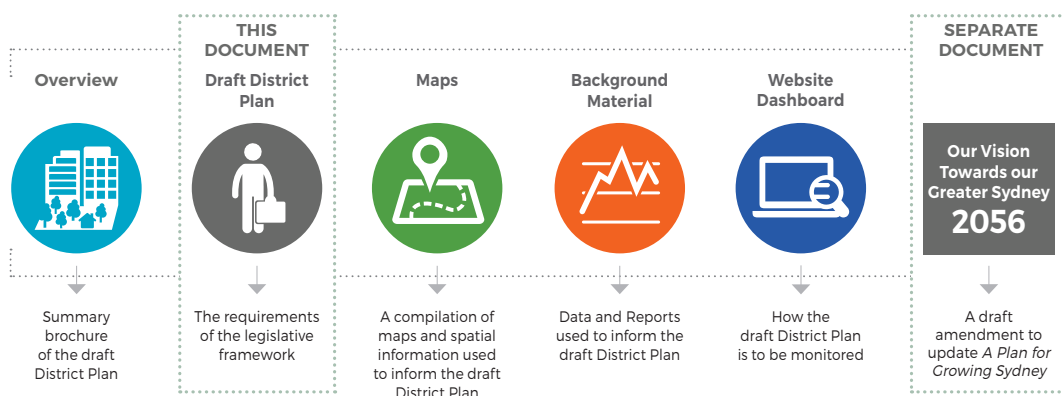 THIS
DOCUMENT
SEPARATE
DOCUMENT
Overview
Draft District
Plan
Maps
Background
Material
Website
Dashboard
Our Vision
Towards our
Greater Sydney
2056
Summary
brochure
of the draft
District Plan
The requirements
of the legislative
framework
A compilation of
maps and spatial
information used
to inform the draft
District Plan
Data and Reports
used to inform the
draft District Plan
How the
draft District Plan
is to be monitored
A draft
amendment to
update A Plan for
Growing Sydney